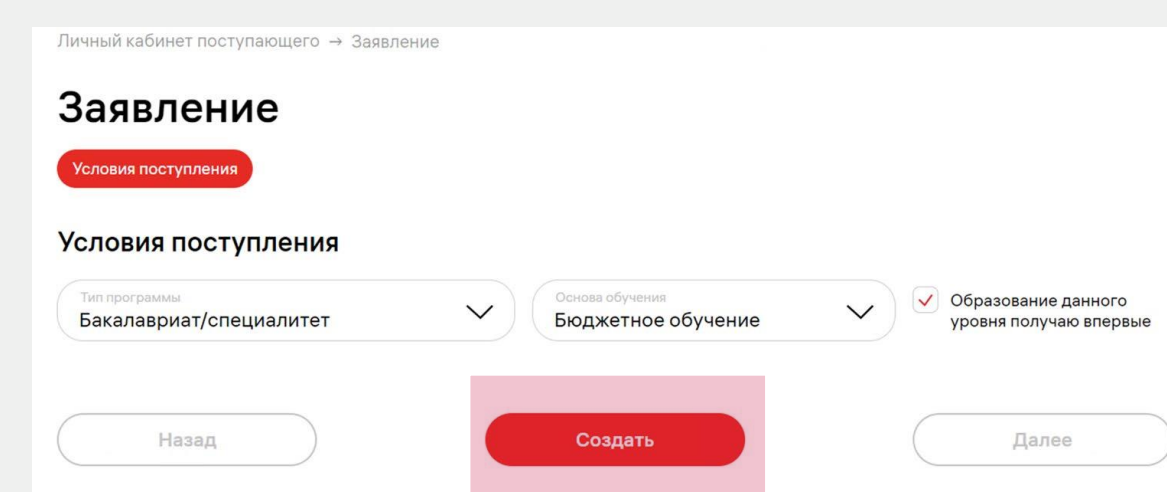 Личный кабинет поступающего → Заявление
Заявление
Условия поступления
Условия поступления
Тип программы
Бакалавриат/специалитет
Основа обучения
Бюджетное обучение
Образование данного
уровня получаю впервые
Назад
Создать
Далее